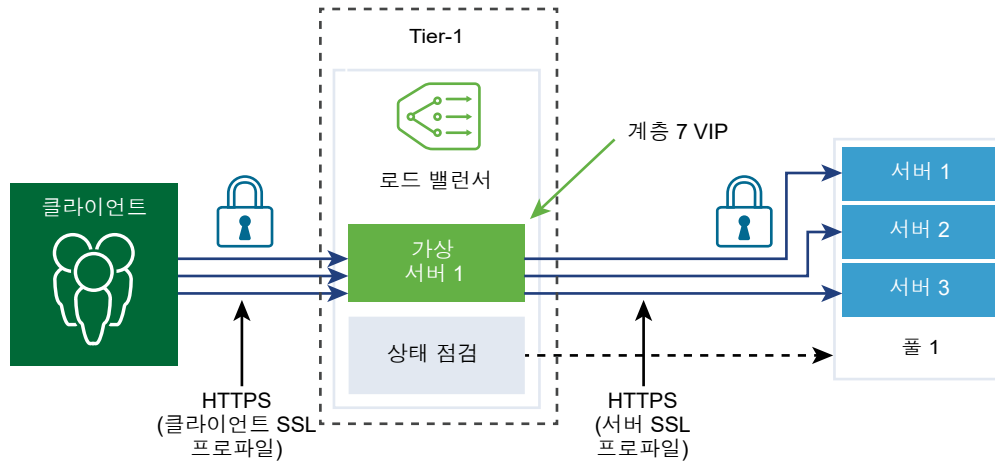 Tier-1
로드 밸런서
계층 7 VIP
클라이언트
가상
서버 1
상태 점검
서버 1
서버 2
서버 3
풀 1
HTTPS
(클라이언트 SSL
프로파일)
HTTPS
(서버 SSL
프로파일)